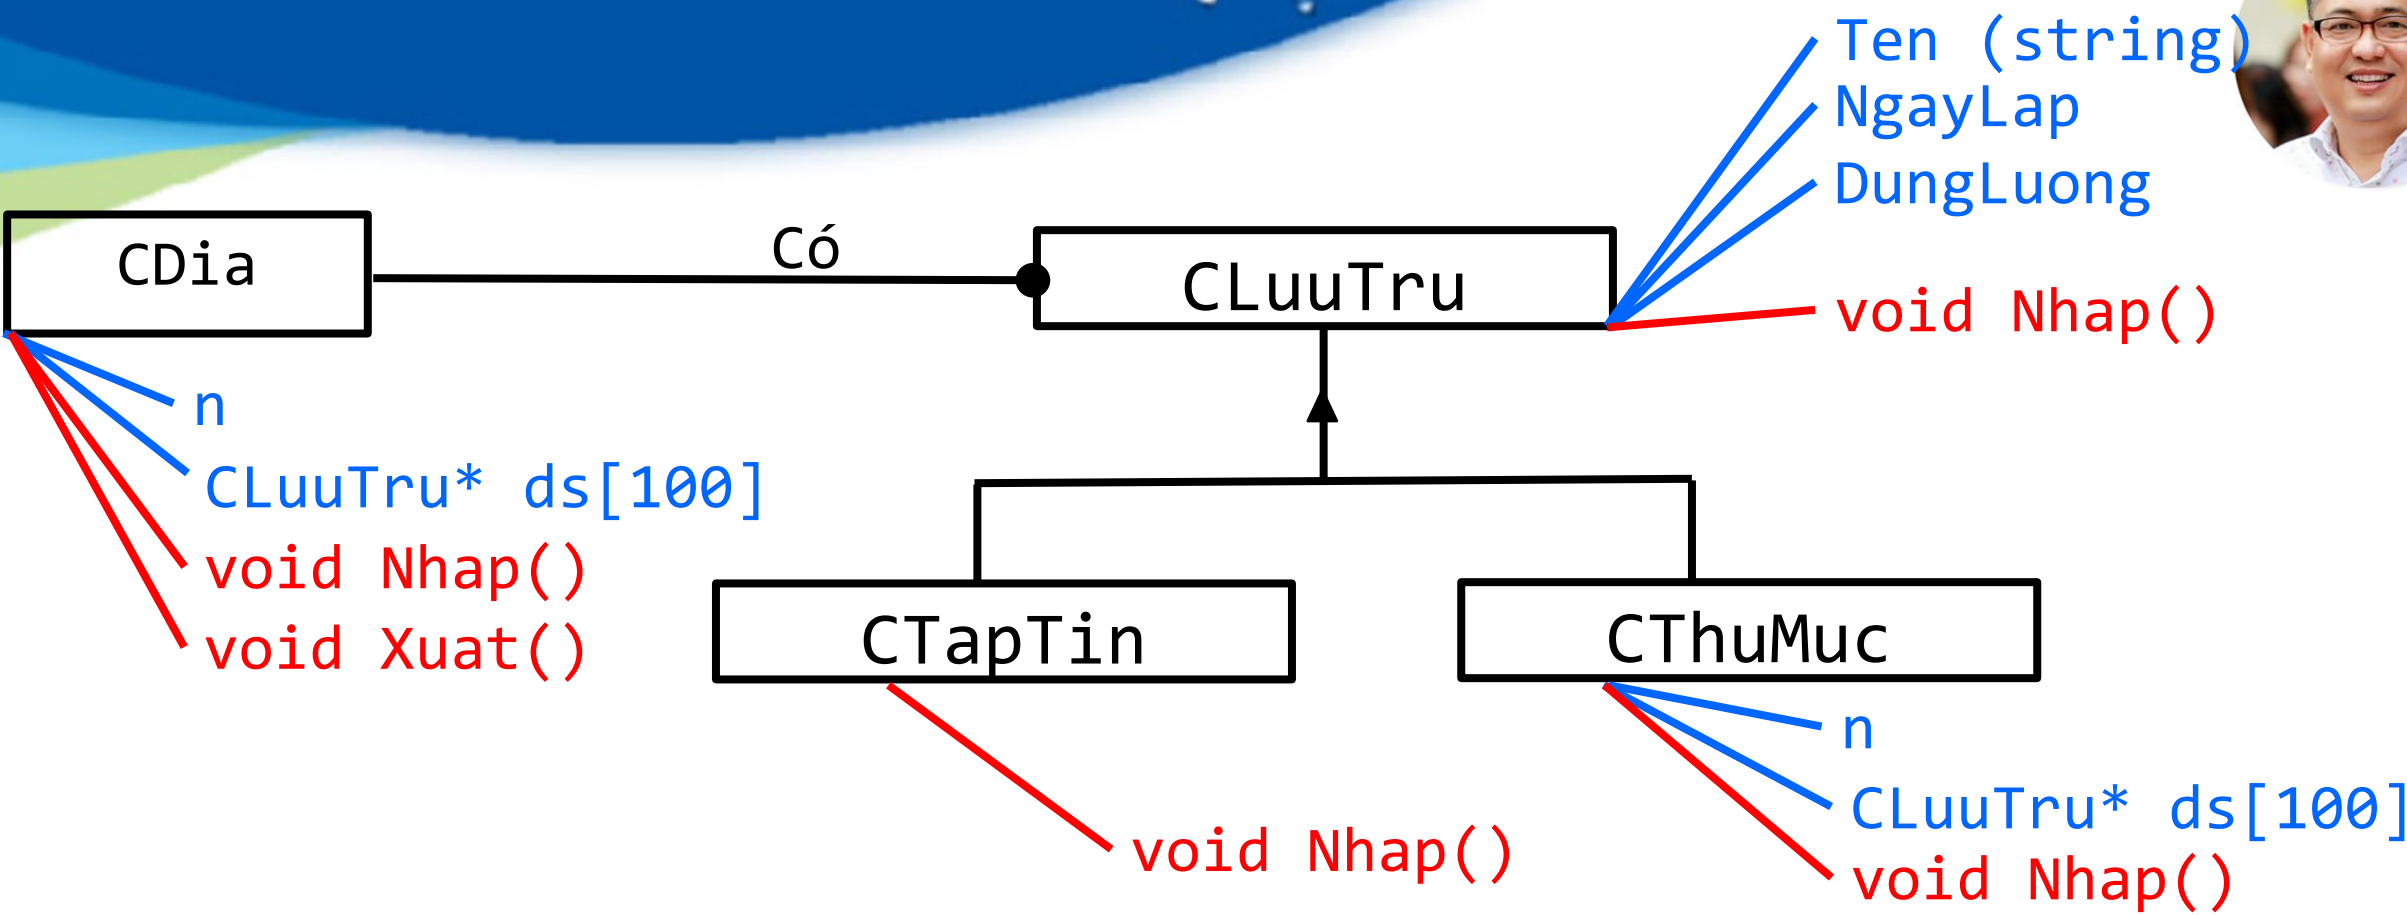 Ten (string)
NgayLap
DungLuong
void Nhap()
CDia
Có
CLuuTru
n
CLuuTru* ds[100]
void Nhap()
void Xuat()
CTapTin
CThuMuc
void Nhap()
n
CLuuTru* ds[100]
void Nhap()